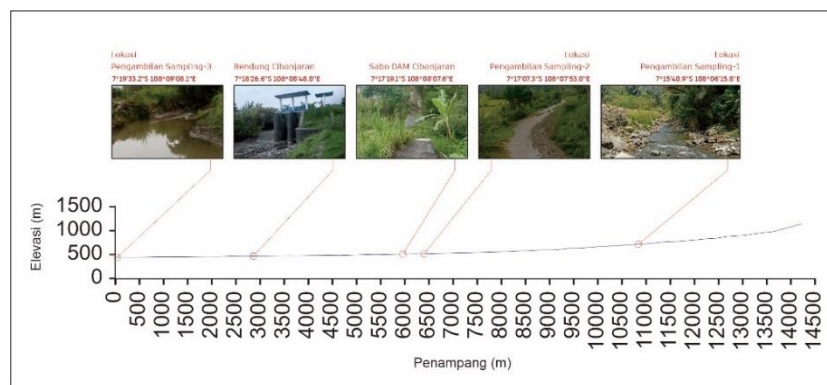 Lokasi
Pengambilan Sampling-3
7°19'33.2"S 108°09'08.1"E
Bendung Cibanjaran
7°18'26.6"S 108°08'48.0"E
Sabo DAM Cibanjaran
7°17'19.1"S 108°08'07.6"E
Lokasi
Pengambilan Sampling-2
7°17'07.3"S 108°07'53.0"E
Lokasi
Pengambilan Sampling-1
7°15'40.9"S 108°06'15.8"E
Elevasi (m)
1500
1000
500
0
0
500
1000
1500
2000
2500
3000
3500
4000
4500
5000
5500
6000
6500
7000
7500
8000
8500
9000
9500
10000
10500
11000
11500
12000
12500
13000
13500
14000
14500
Penampang (m)